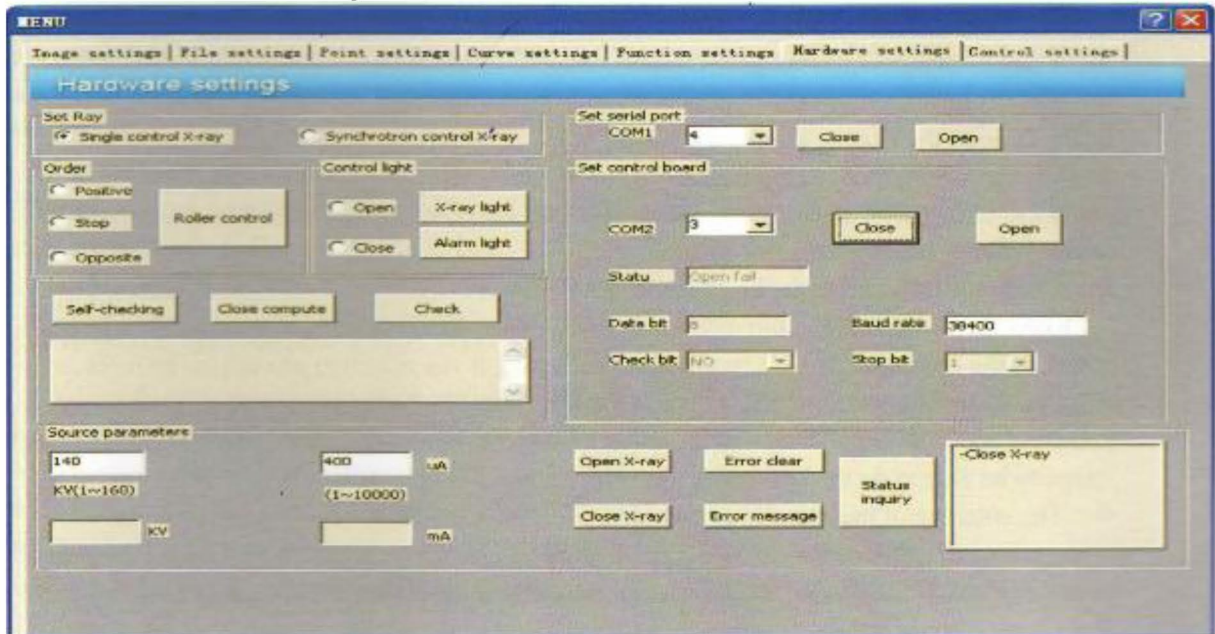 MENU
Image settings | File settings | Point settings | Curve settings | Function settings Hardware settings | Control settings |
Hardware settings
Set Ray
Single control X-ray
Synchrotron control X-ray
Set serial port
COM1
4
Close
Open
Order
Positive
Stop
Opposite
Roller control
Control light
Open
X-ray light
Close
Alarm light
Set control board
COM2
3
Close
Open
Statu
Open fail
Data bit
8
Baud rate
38400
Check bit
NO
Stop bit
1
Self-checking
Close compute
Check
Source parameters
140
KV(1~160)
KV
400
uA
(1~10000)
mA
Open X-ray
Error clear
Close X-ray
Error message
Status
inquiry
-Close X-ray